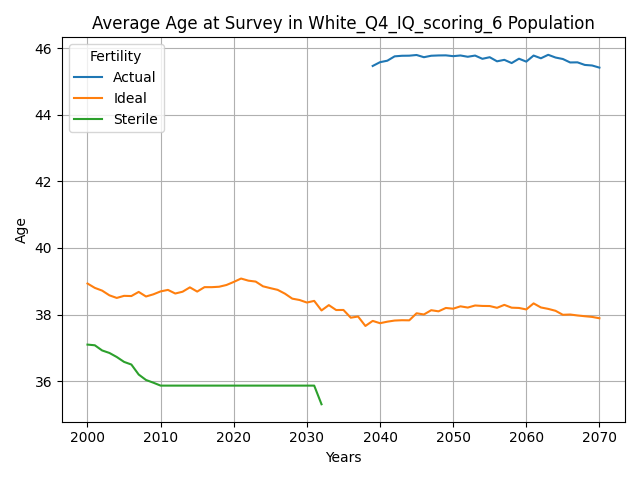 Average Age at Survey in White_Q4_IQ_scoring_6 Population
Fertility
Actual
Ideal
Sterile
46
44
42
40
38
36
Age
2000
2010
2020
2030
2040
2050
2060
2070
Years